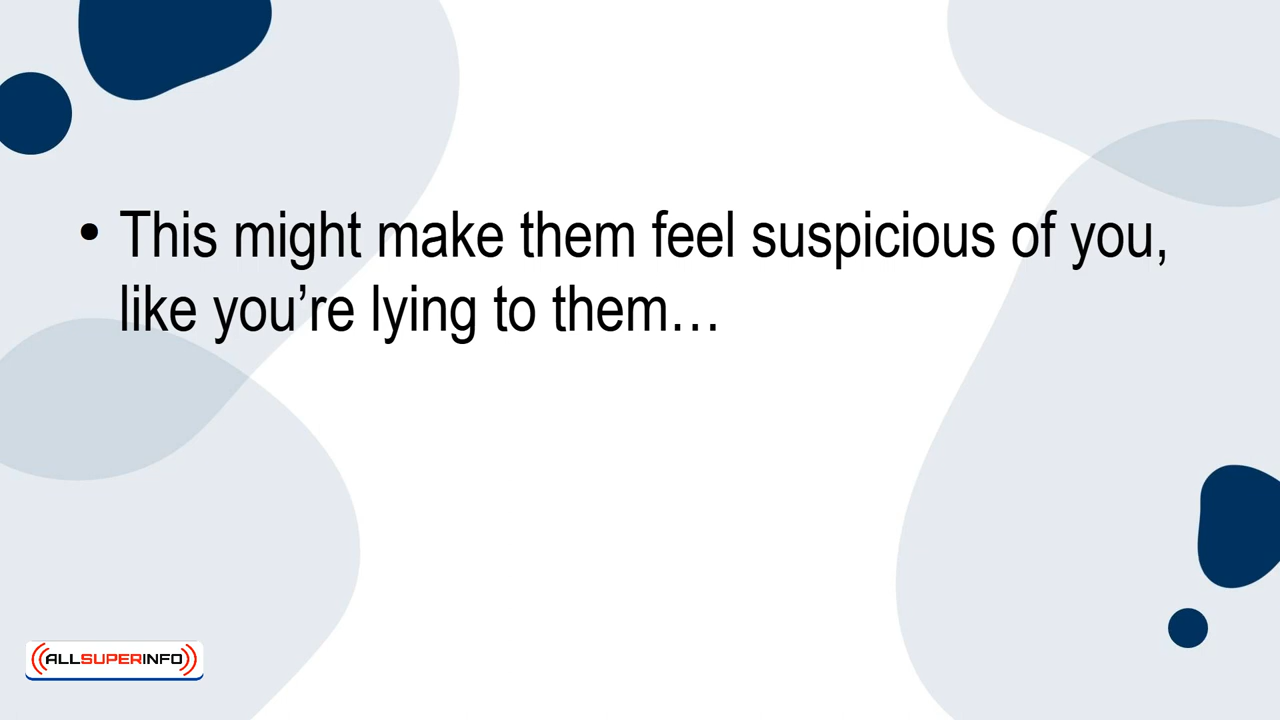 • This might make them feel suspicious of you,
like you’re lying to them…
ALLSUPERINFO